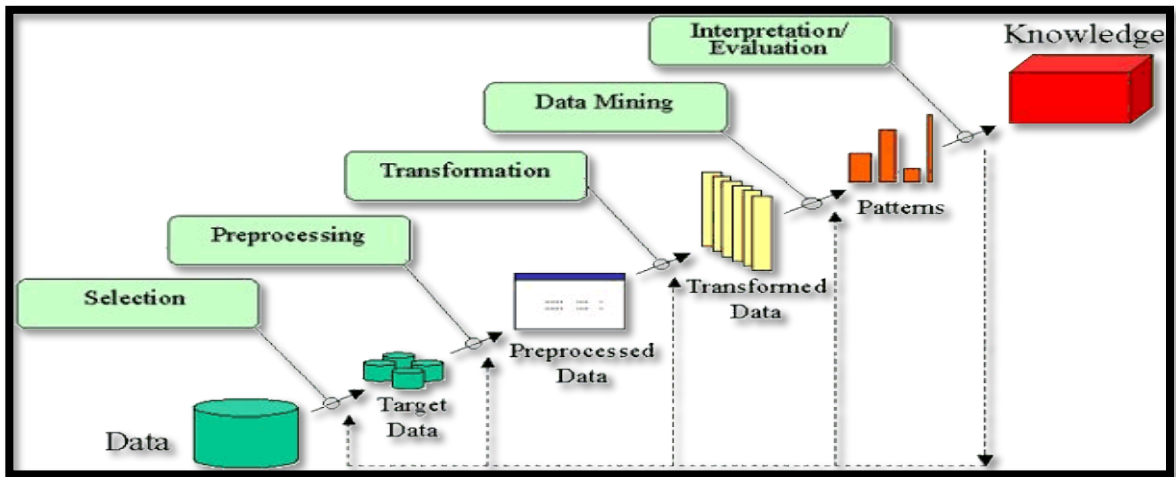 Interpretation/
Evaluation
Knowledge
Data Mining
Transformation
Patterns
Preprocessing
Transformed
Data
Selection
Preprocessed
Data
Target
Data
Data